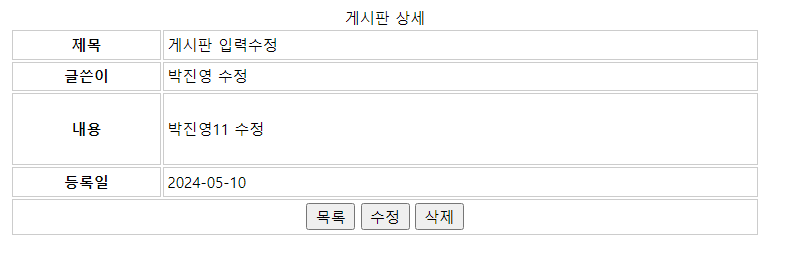 게시판 상세
제목 게시판 입력수정
글쓴이 박진영 수정
내용 박진영11 수정
등록일 2024-05-10
목록 수정 삭제